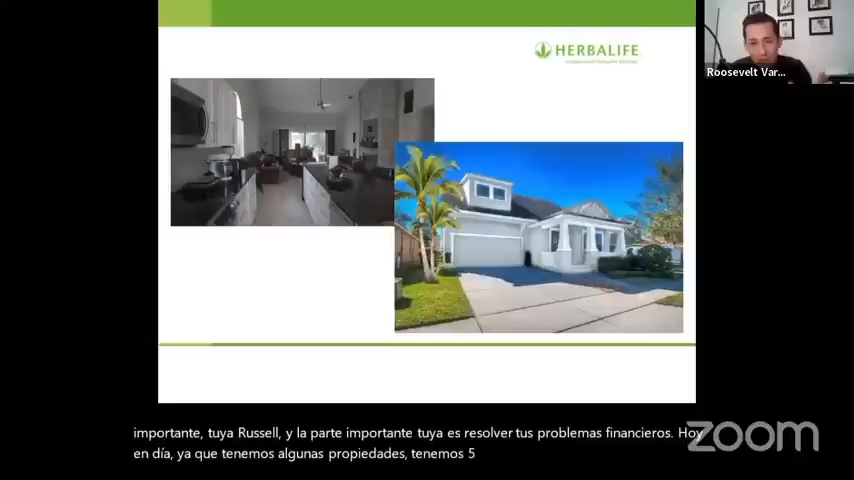 HERBALIFE
Roosevelt Var...
importante, tuya Russell, y la parte importante tuya es resolver tus problemas financieros. Hoy
en día, ya que tenemos algunas propiedades, tenemos 5
zoom